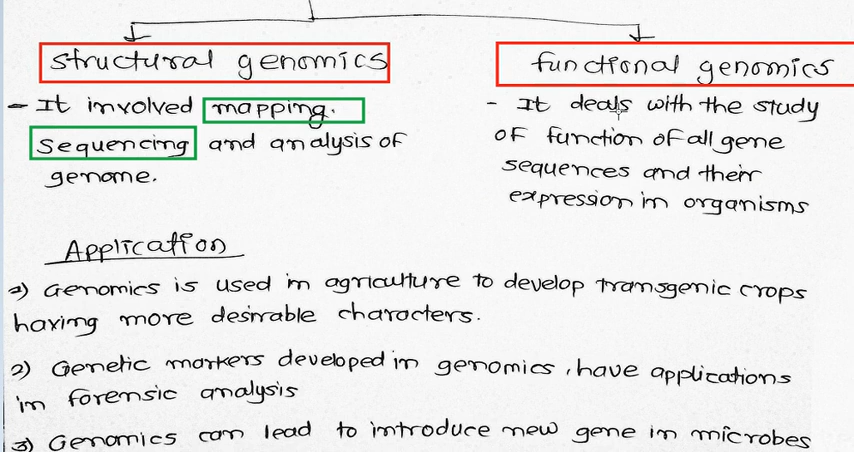 structural genomics
functional genomics
- It involved mapping.
sequencing and analysis of
genome.
- It deals with the study
of function of all gene
sequences and their
expression in organisms
Application
1) Genomics is used in agriculture to develop transgenic crops
having more desirable characters.
2) Genetic markers developed in genomics, have applications
in forensic analysis
3) Genomics can lead to introduce new gene in microbes